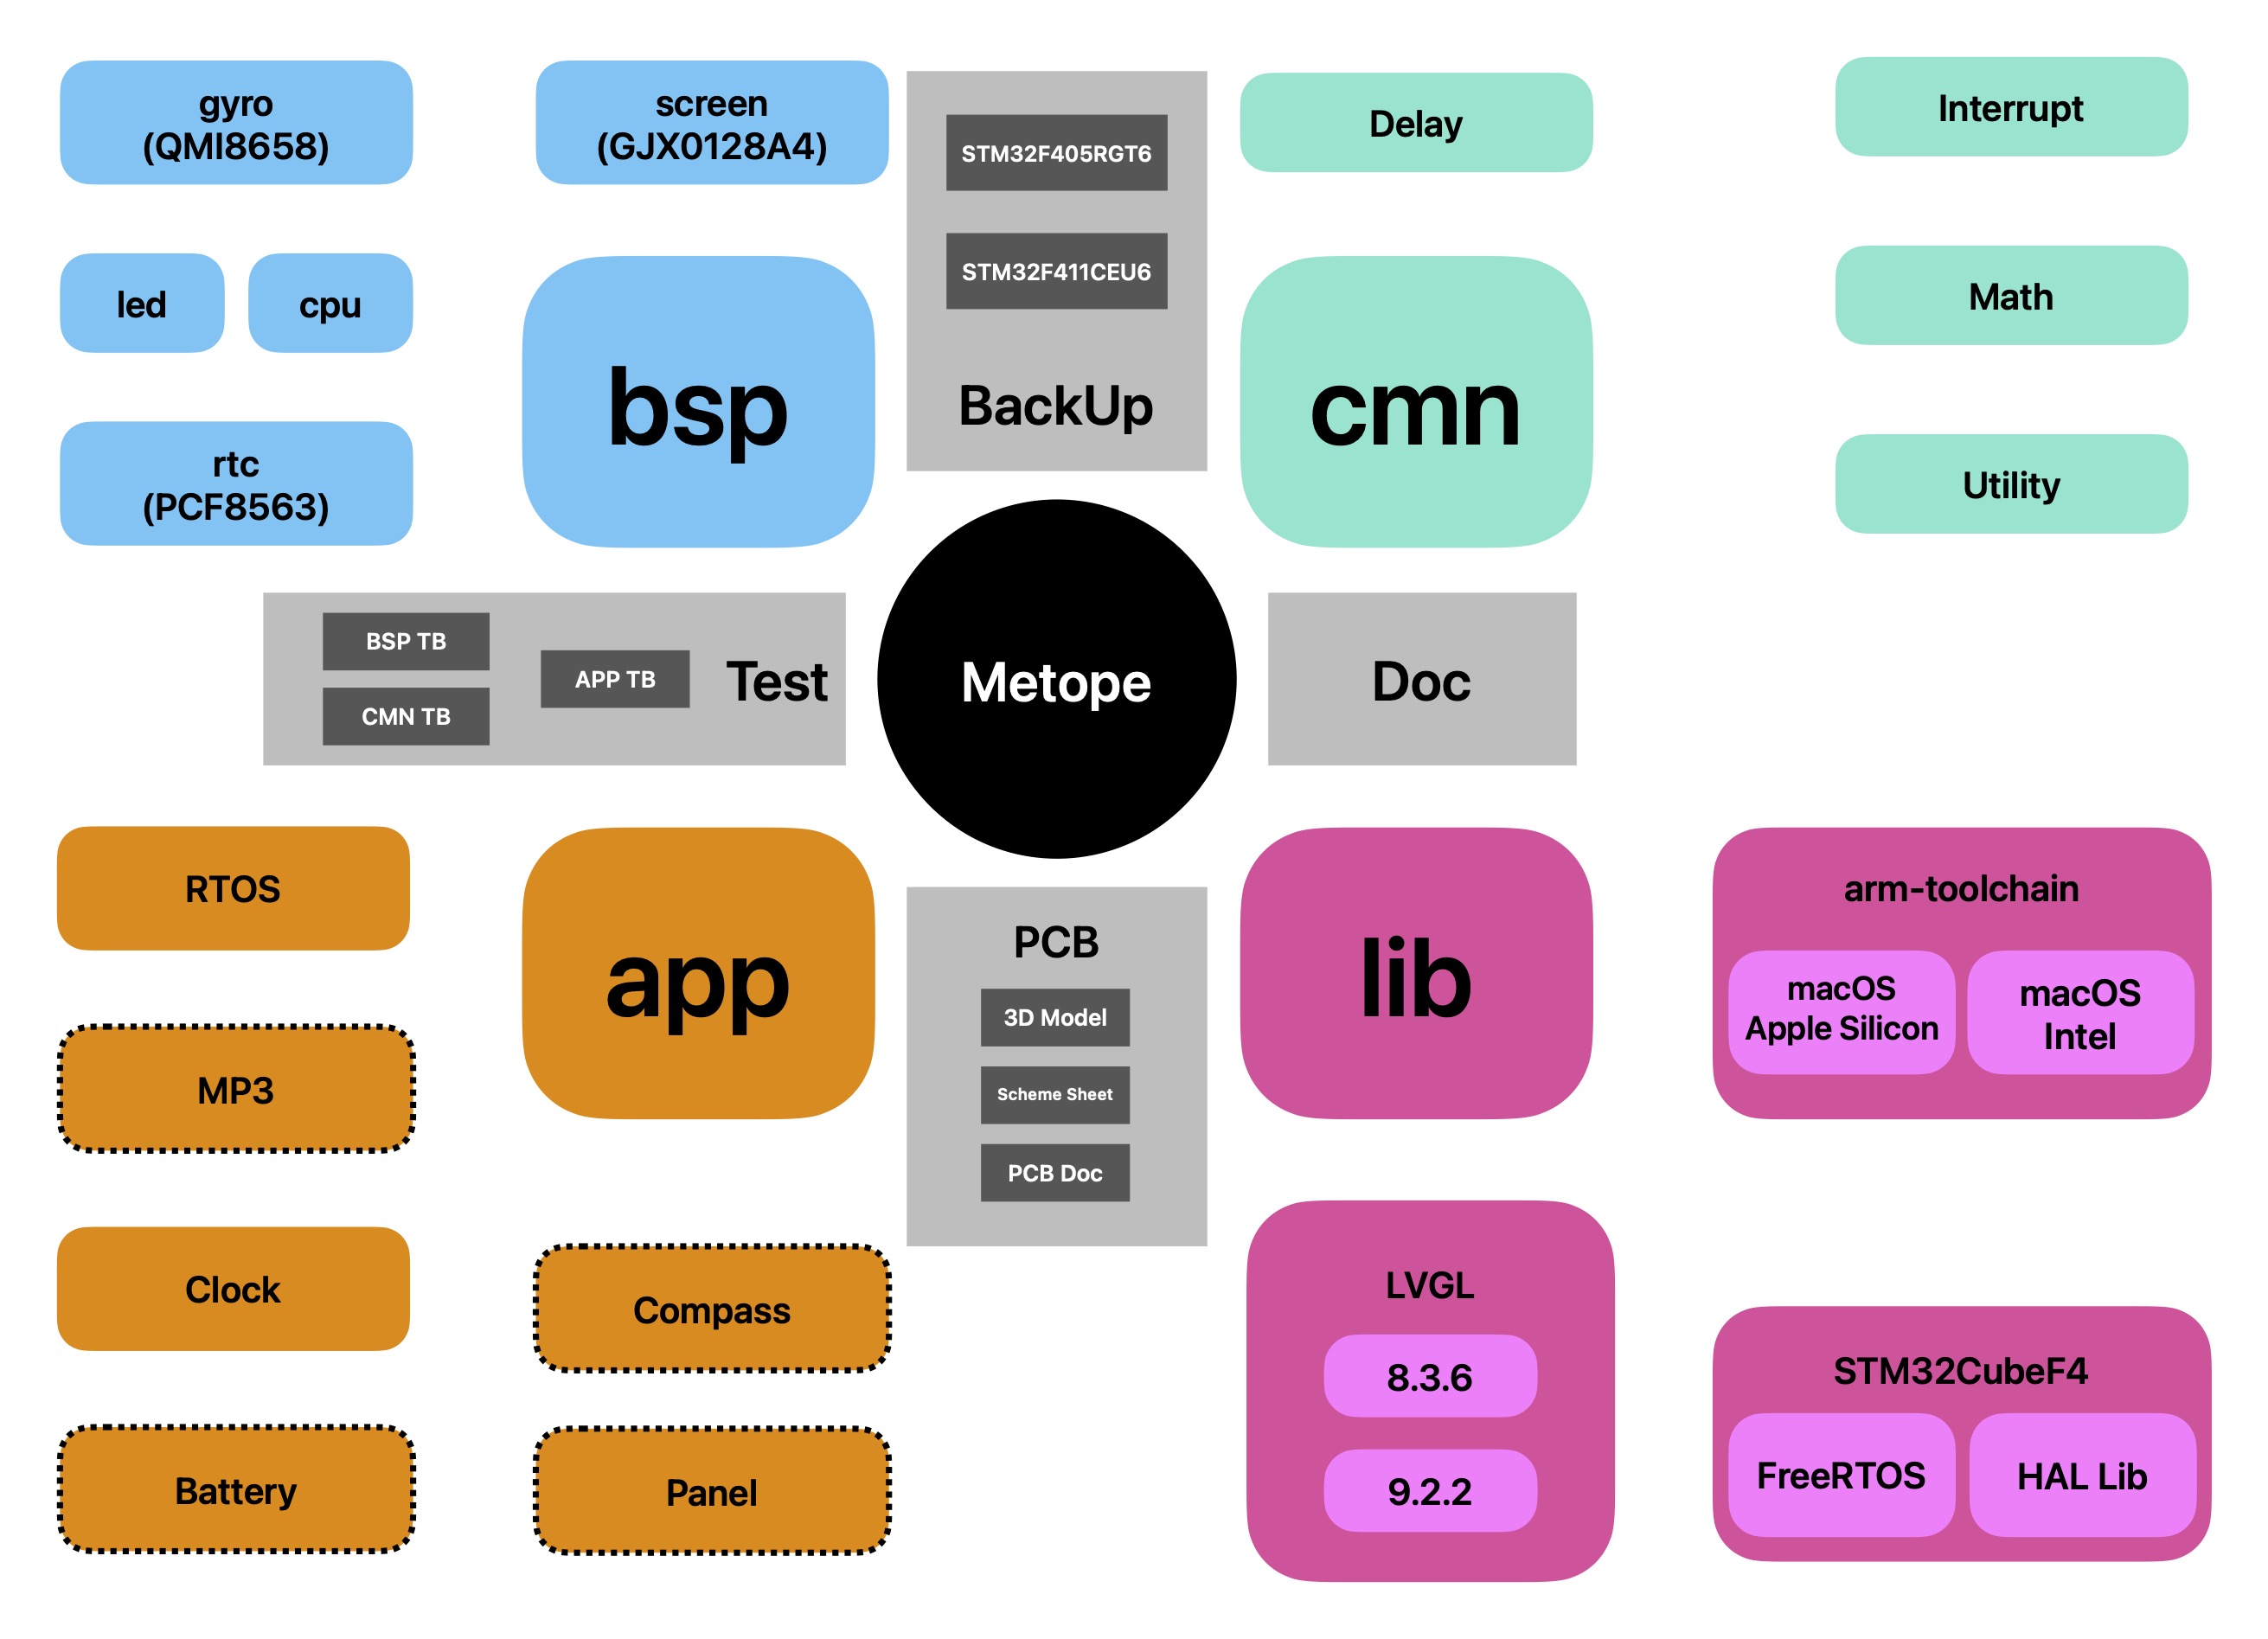 gyro
(QMI8658)
screen
(GJX0128A4)
led
cpu
rtc
(PCF8563)
bsp
STM32F405RGT6
STM32F411CEU6
BackUp
Delay
Interrupt
cmn
Math
Utility
BSP TB
CMN TB
APP TB
Test
Metope
Doc
RTOS
MP3
app
Clock
Compass
Battery
Panel
PCB
3D Model
Scheme Sheet
PCB Doc
lib
arm-toolchain
macOS
Apple Silicon
macOS
Intel
LVGL
8.3.6
9.2.2
STM32CubeF4
FreeRTOS
HAL Lib